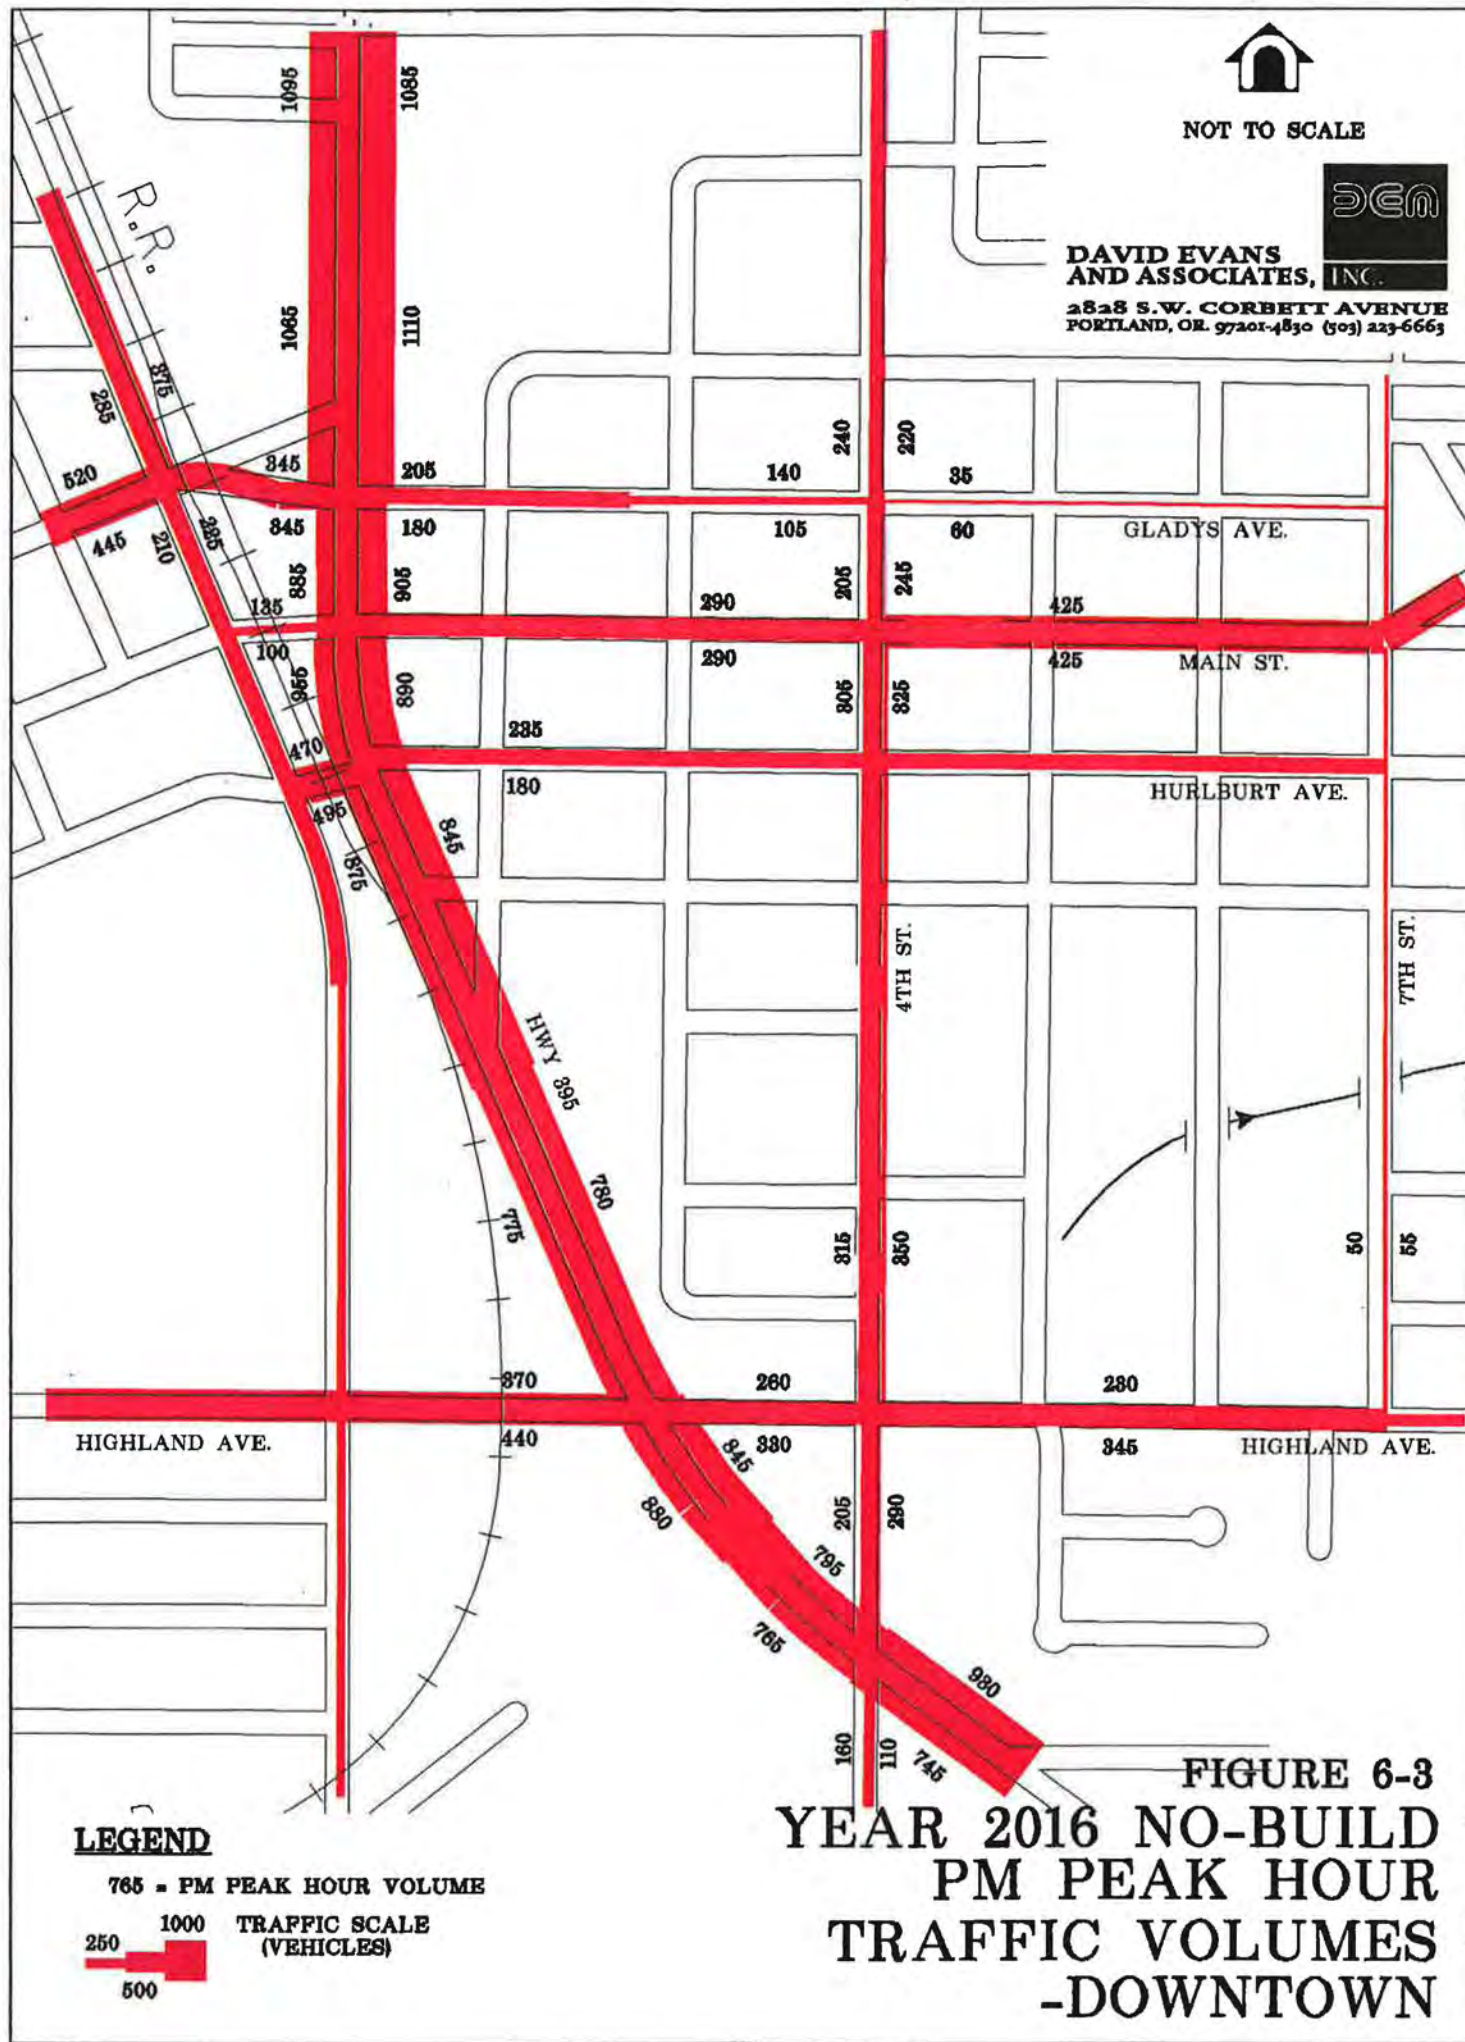 1095
1085
NOT TO SCALE
R.R.
DEA
DAVID EVANS
AND ASSOCIATES, INC.
2828 S.W. CORBETT AVENUE
PORTLAND, OR. 97201-4830 (503) 223-6663
1065
1110
375
285
520
345
205
140
240
220
35
445
210
225
345
180
105
60
GLADYS AVE.
885
905
205
245
135
290
425
100
290
425
MAIN ST.
955
890
305
325
470
235
495
180
HURLBURT AVE.
845
875
4TH ST.
7TH ST.
HWY 395
780
775
315
350
50
55
370
260
280
HIGHLAND AVE.
440
330
345
HIGHLAND AVE.
845
880
205
290
795
765
980
160
110
745
FIGURE 6-3
YEAR 2016 NO-BUILD
PM PEAK HOUR
TRAFFIC VOLUMES
-DOWNTOWN
LEGEND
765 = PM PEAK HOUR VOLUME
250
1000
TRAFFIC SCALE
(VEHICLES)
500